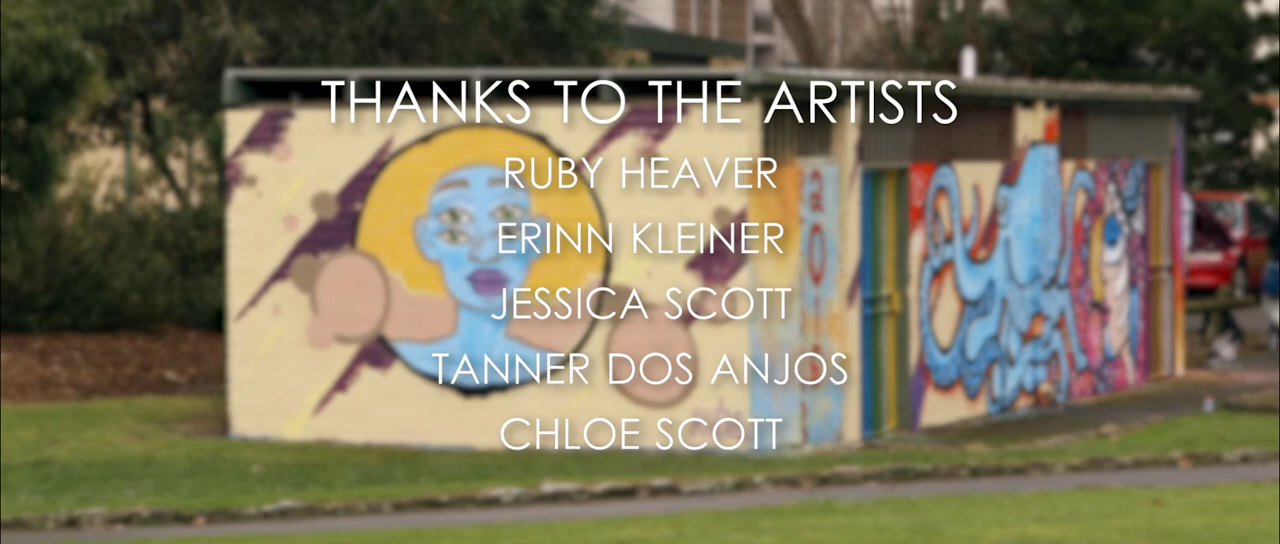 THANKS TO THE ARTISTS
RUBY HEAVER
ERINN KLEINER
JESSICA SCOTT
TANNER DOS ANJOS
CHLOE SCOTT